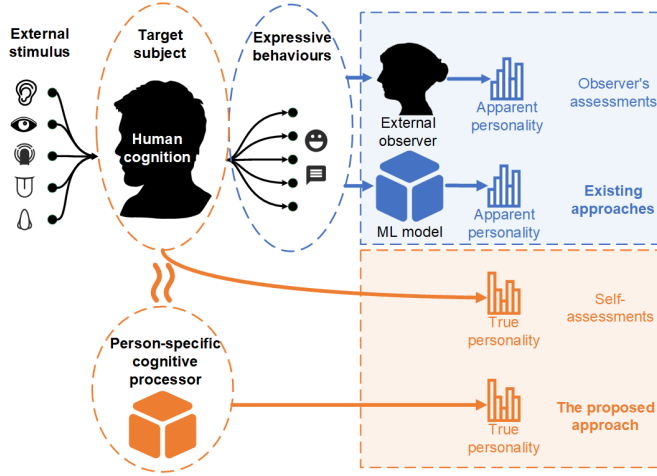 External
stimulus
Target
subject
Expressive
behaviours
Human
cognition
External
observer
Apparent
personality
Observer's
assessments
ML model
Apparent
personality
Existing
approaches
True
personality
Self-
assessments
Person-specific
cognitive
processor
True
personality
The proposed
approach